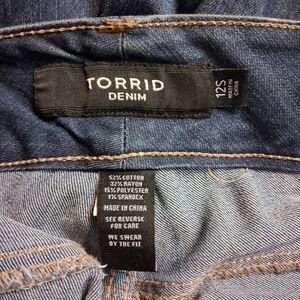 TORRID
DENIM
12S
MADE IN
CHINA
52% COTTON
32% RAYON
15% POLYESTER
1% SPANDEX
MADE IN CHINA
SEE REVERSE
FOR CARE
WE SWEAR
BY THE FIT